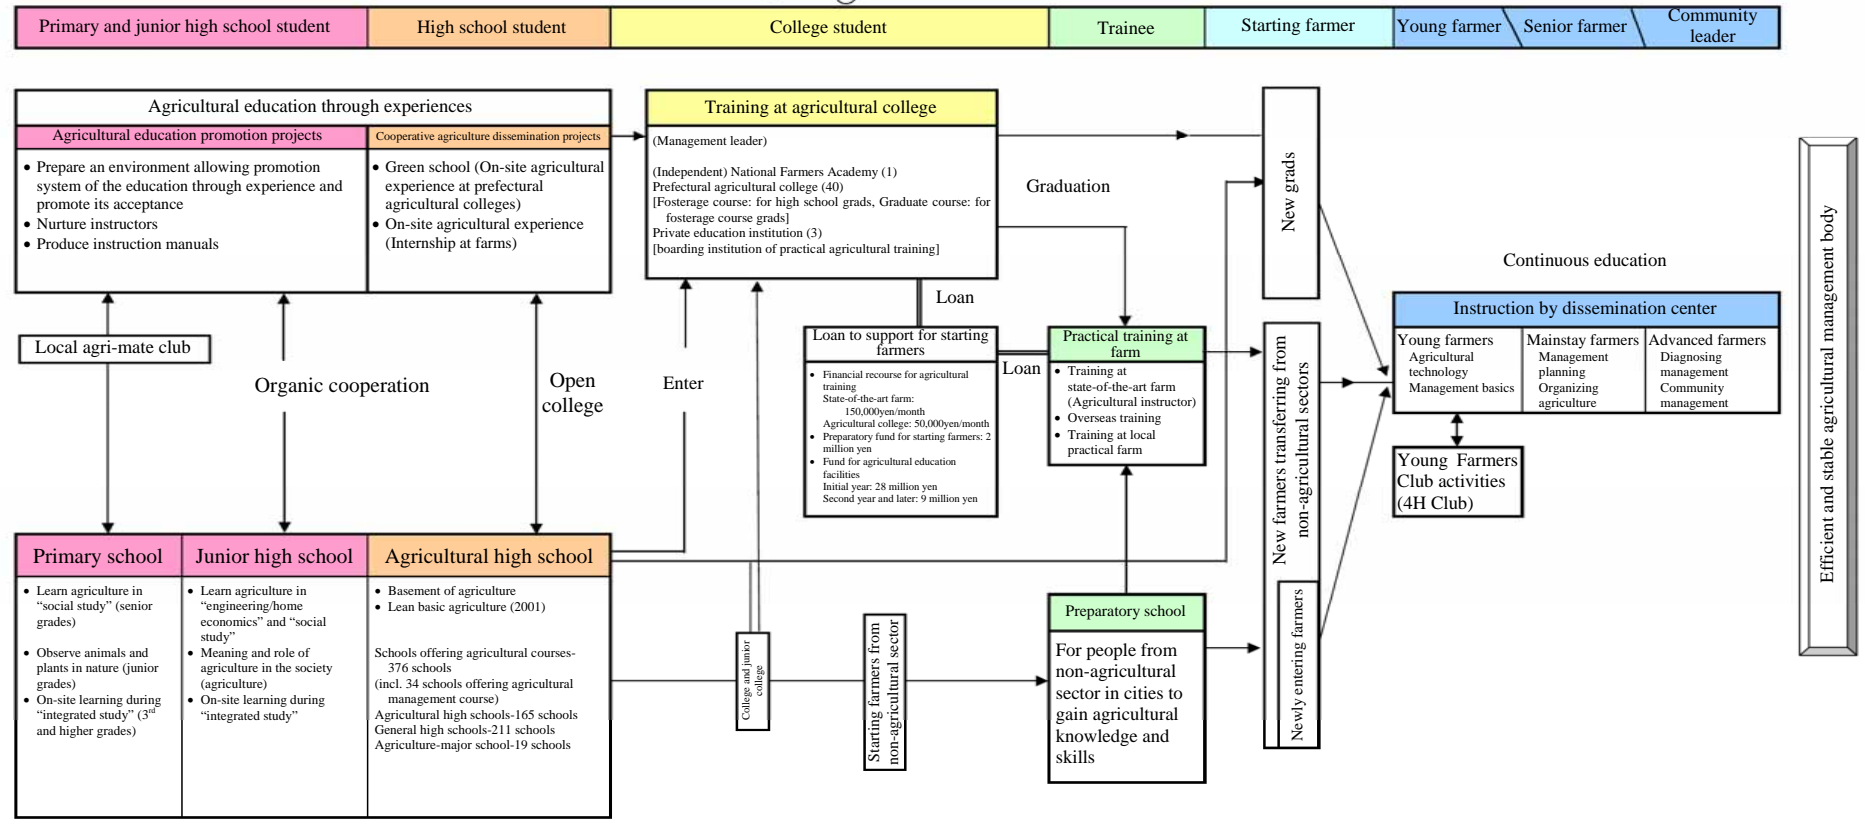 Primary and junior high school student
High school student
College student
Trainee
Starting farmer
Young farmer
Senior farmer
Community
leader
Agricultural education through experiences
Agricultural education promotion projects
• Prepare an environment allowing promotion
system of the education through experience and
promote its acceptance
• Nurture instructors
• Produce instruction manuals
Cooperative agriculture dissemination projects
• Green school (On-site agricultural
experience at prefectural
agricultural colleges)
• On-site agricultural experience
(Internship at farms)
Training at agricultural college
(Management leader)
(Independent) National Farmers Academy (1)
Prefectural agricultural college (40)
[Fosterage course: for high school grads, Graduate course: for
fosterage course grads]
Private education institution (3)
[boarding institution of practical agricultural training]
Graduation
New grads
Continuous education
Local agri-mate club
Organic cooperation
Open
college
Enter
Loan
Loan to support for starting
farmers
• Financial recourse for agricultural
training
State-of-the-art farm:
150,000yen/month
Agricultural college: 50,000yen/month
• Preparatory fund for starting farmers: 2
million yen
• Fund for agricultural education
facilities
Initial year: 28 million yen
Second year and later: 9 million yen
Loan
Practical training at
farm
• Training at
state-of-the-art farm
(Agricultural instructor)
• Overseas training
• Training at local
practical farm
New farmers transferring from
non-agricultural sectors
Newly entering farmers
Instruction by dissemination center
Young farmers
Agricultural
technology
Management basics
Mainstay farmers
Management
planning
Organizing
agriculture
Advanced farmers
Diagnosing
management
Community
management
Young Farmers
Club activities
(4H Club)
Efficient and stable agricultural management body
Primary school
• Learn agriculture in
“social study” (senior
grades)
• Observe animals and
plants in nature (junior
grades)
• On-site learning during
“integrated study” (3rd
and higher grades)
Junior high school
• Learn agriculture in
“engineering/home
economics” and “social
study”
• Meaning and role of
agriculture in the society
(agriculture)
• On-site learning during
“integrated study”
Agricultural high school
• Basement of agriculture
• Lean basic agriculture (2001)
Schools offering agricultural courses-
376 schools
(incl. 34 schools offering agricultural
management course)
Agricultural high schools-165 schools
General high schools-211 schools
Agriculture-major school-19 schools
College and junior
college
Starting farmers from
non-agricultural sector
Preparatory school
For people from
non-agricultural
sector in cities to
gain agricultural
knowledge and
skills